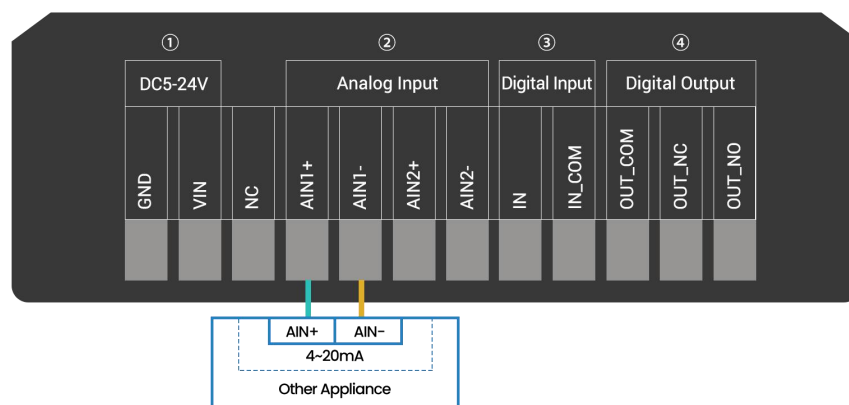 ① ② ③ ④
DC5-24V Analog Input Digital Input Digital Output
GND VIN NC AIN1+ AIN1- AIN2+ AIN2- IN IN_COM OUT_COM OUT_NC OUT_NO
AIN+ AIN-
4~20mA
Other Appliance